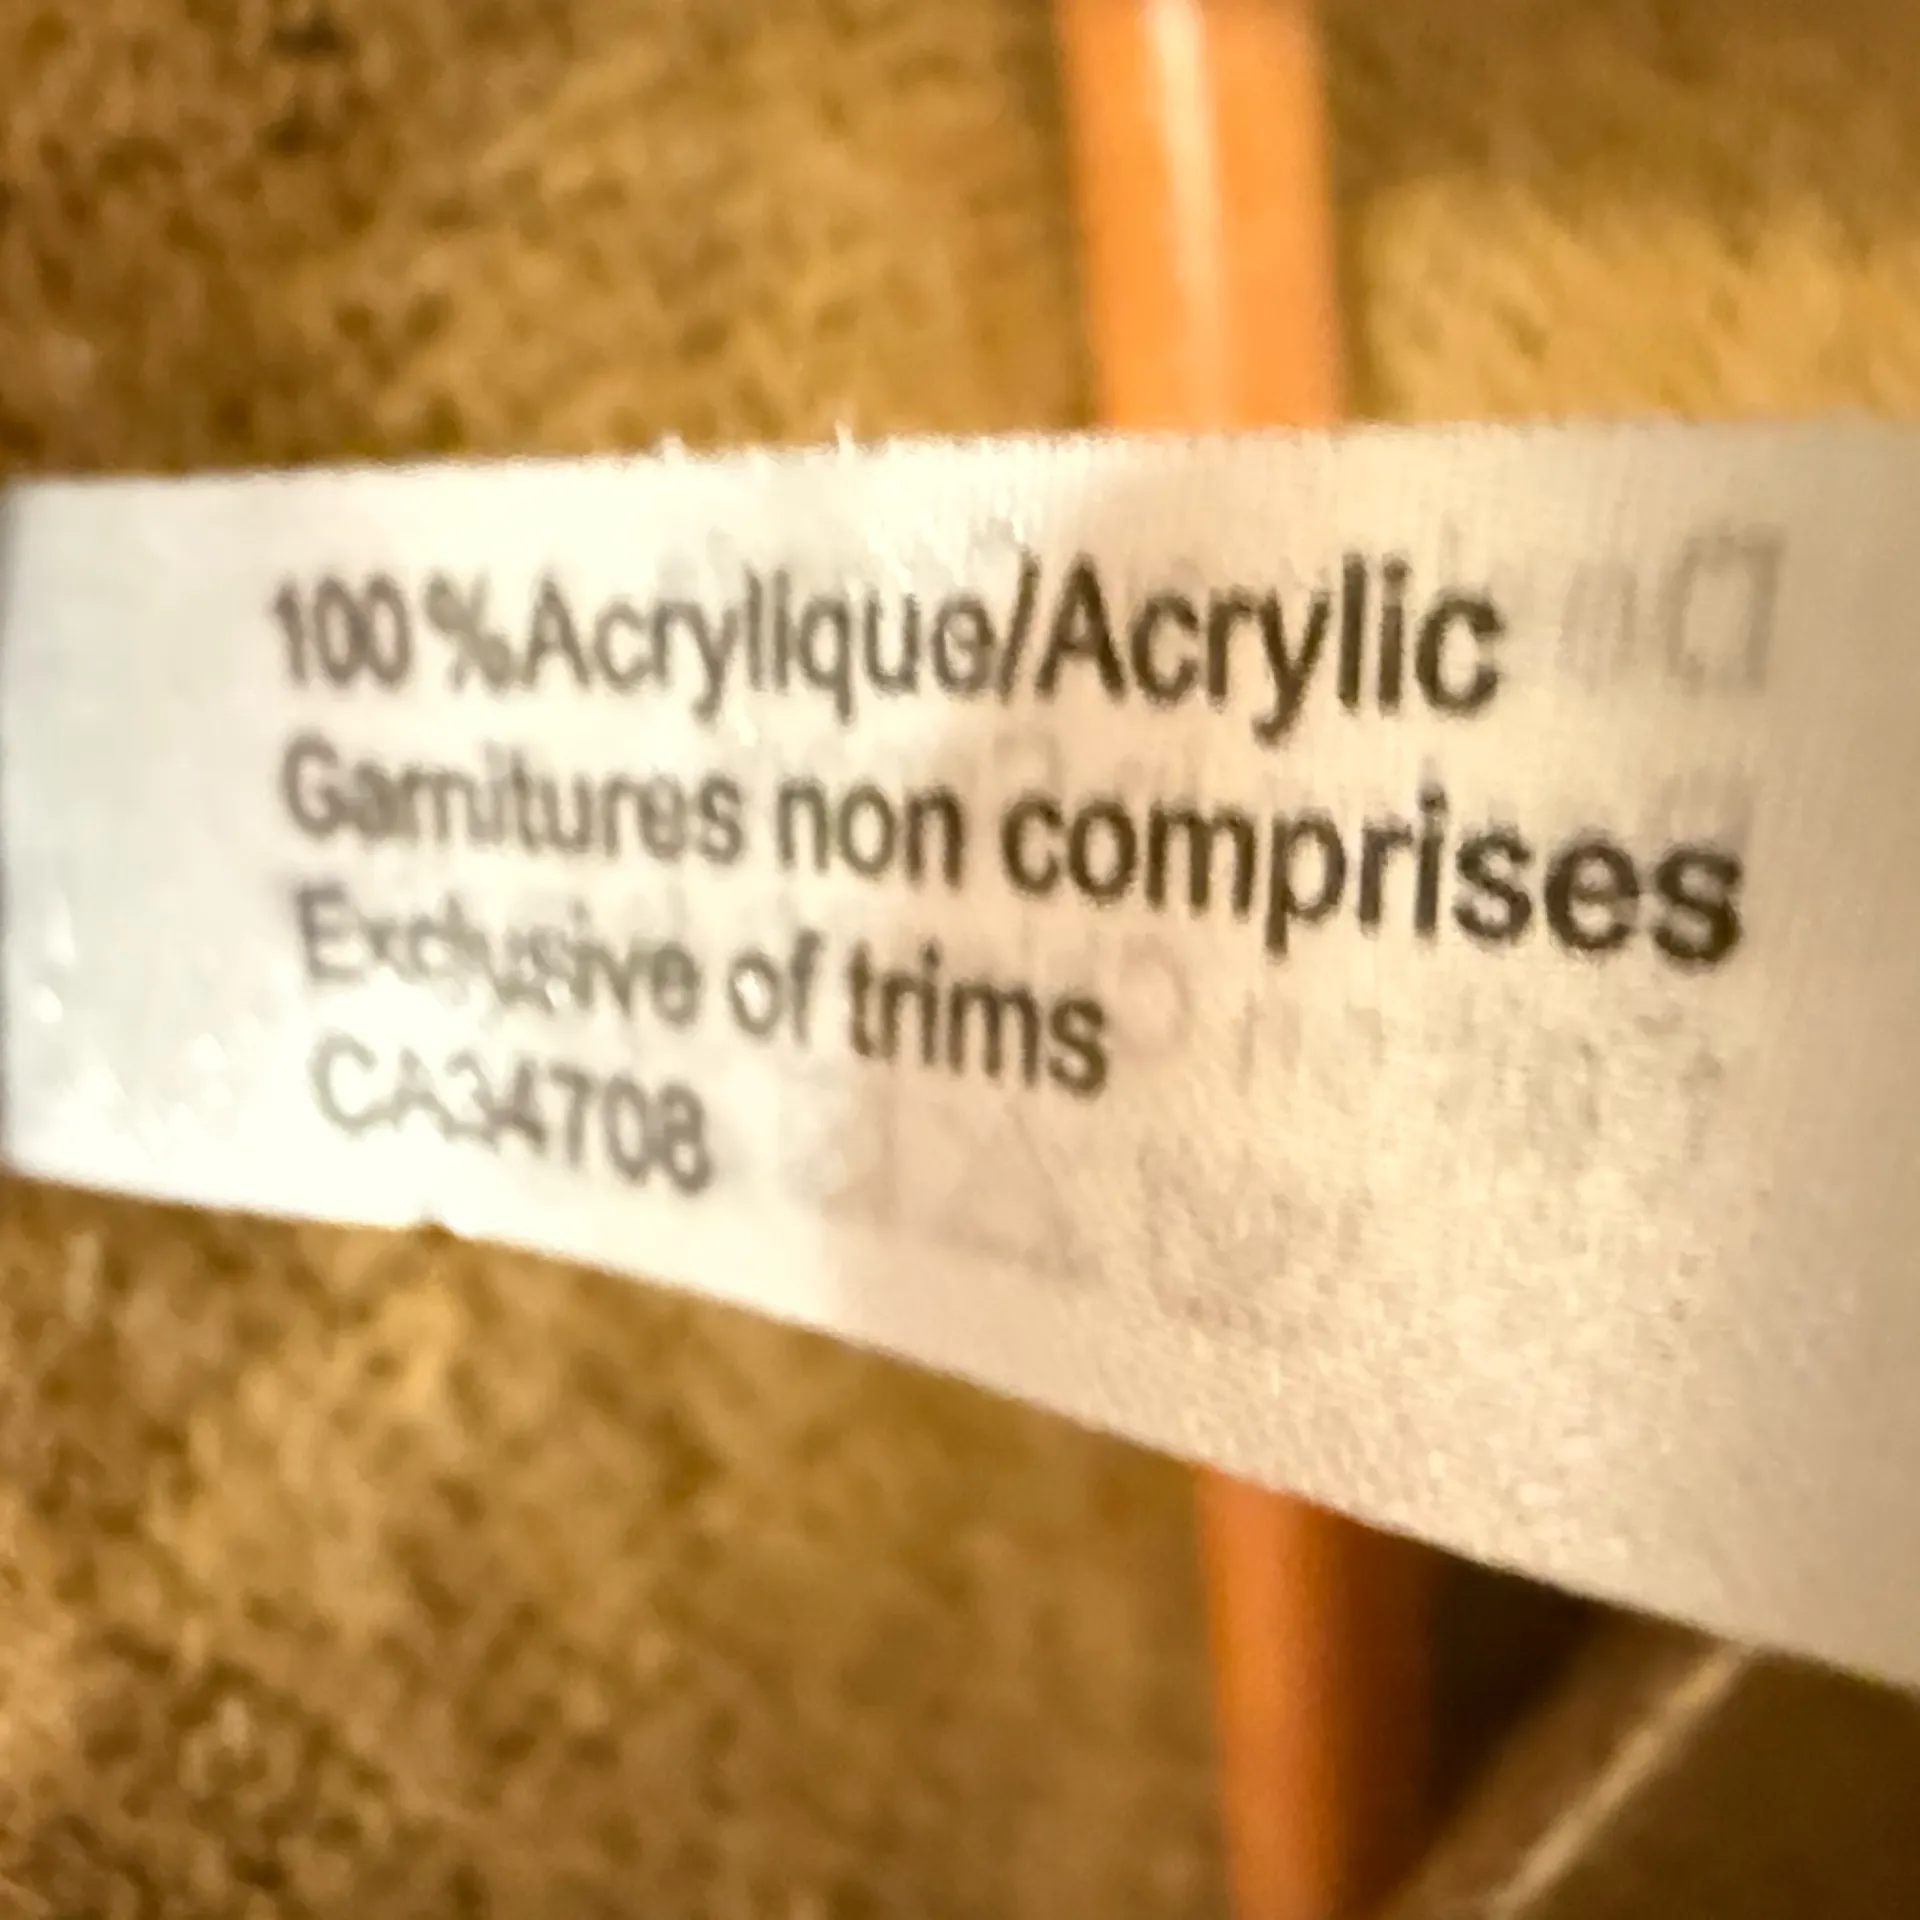 100 % Acrylique/Acrylic
Garnitures non comprises
Exclusive of trims
CA34708